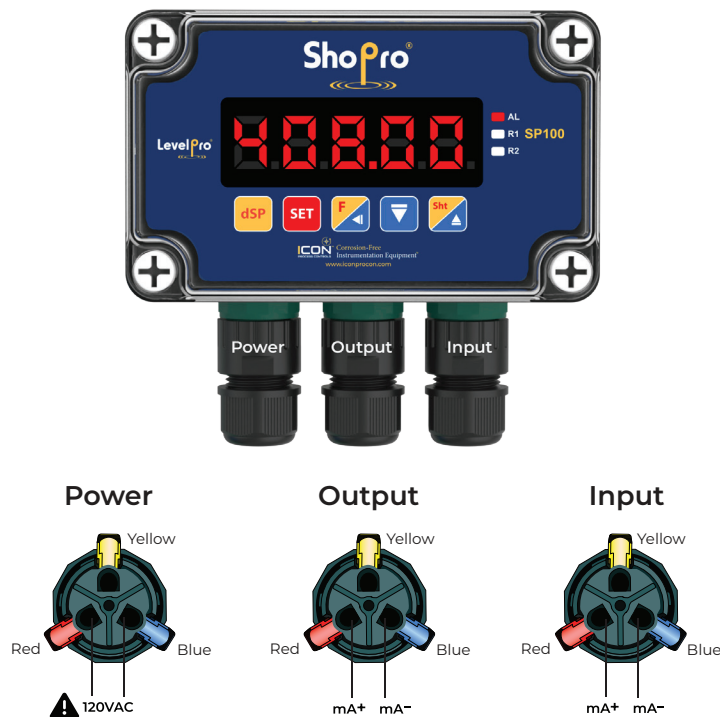 ShoPro®
LevelPro®
408.00
AL
R1 SP100
R2
dSP SET F Sht
ICON Corrosion-Free
PROCESS CONTROLS Instrumentation Equipment
www.iconprocon.com
Power Output Input
Power Output Input
Yellow Yellow Yellow
Red Blue Red Blue Red Blue
120VAC mA+ mA- mA+ mA-